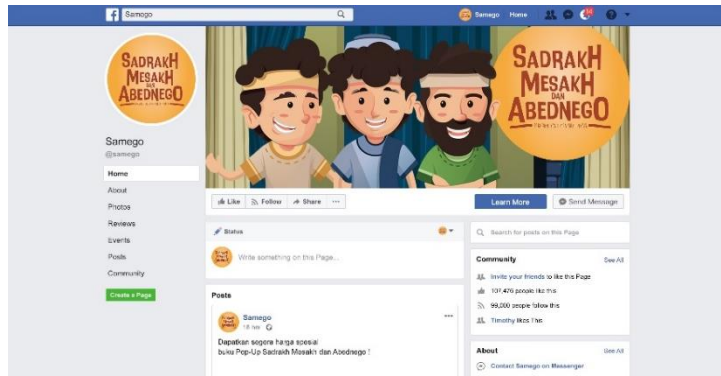 Samego
Samego
Home
SADRAKH
MESAKH
DAN
ABEDNEGO
SADRAKH
MESAKH
DAN
ABEDNEGO
Samego
@samego
Home
About
Photos
Reviews
Events
Posts
Community
Create a Page
Like
Follow
Share
Learn More
Send Message
Status
Write something on this Page...
Posts
Samego
Dapatkan segera harga spesial
buku Pop-Up Sadrakh Mesakh dan Abednego !
Search for posts on this Page
Community
See All
Invite your friends to like this Page
107,476 people like this
99,000 people follow this
Timothy likes This
About
See All
Contact Samego on Messenger